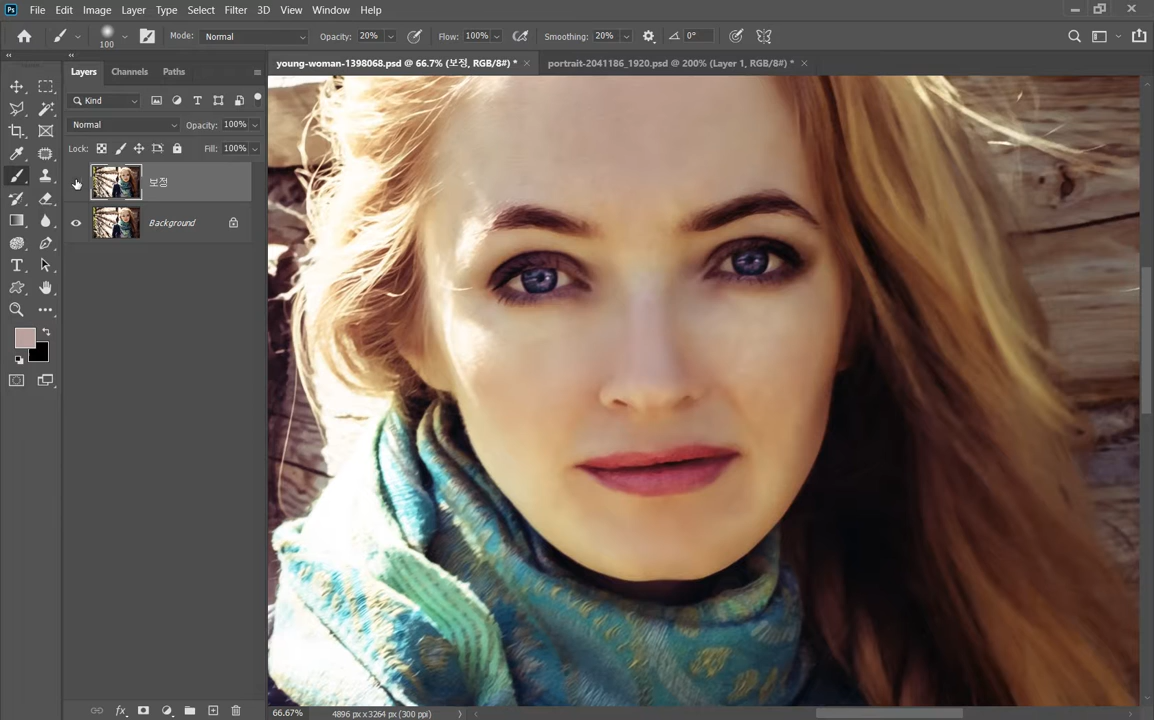 Ps File Edit Image Layer Type Select Filter 3D View Window Help
100 Mode: Normal Opacity: 20% Flow: 100% Smoothing: 20% 0°
Layers Channels Paths
young-woman-1398068.psd @ 66.7% (보정, RGB/8#) * × portrait-2041186_1920.psd @ 200% (Layer 1, RGB/8#) * ×
Kind
Normal Opacity: 100%
Lock: Fill: 100%
보정
Background
66.67% 4896 px x 3264 px (300 ppi)